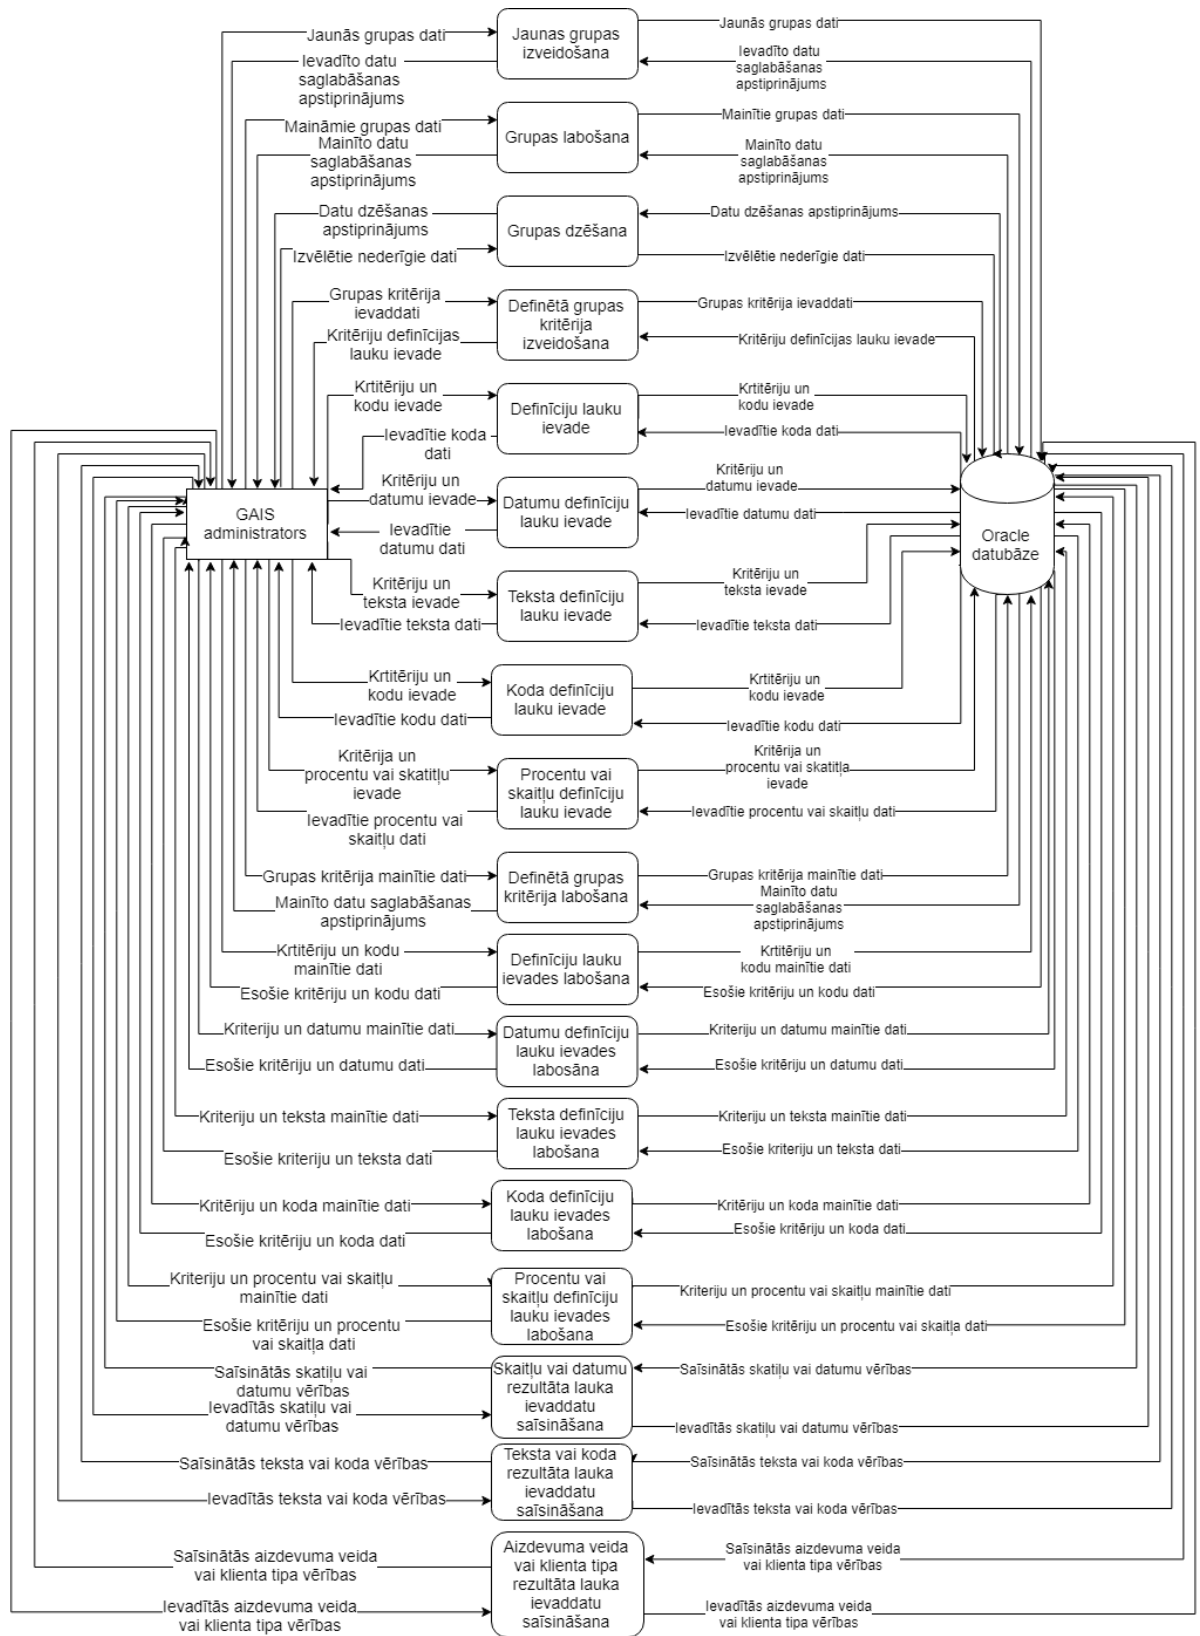 Jaunās grupas dati
Jaunas grupas
izveidošana
Jaunās grupas dati
Ievadīto datu
saglabāšanas
apstiprinājums
Ievadīto datu
saglabāšanas
apstiprinājums
Maināmie grupas dati
Grupas labošana
Mainītie grupas dati
Mainīto datu
saglabāšanas
apstiprinājums
Mainīto datu
saglabāšanas
apstiprinājums
Datu dzēšanas
apstiprinājums
Grupas dzēšana
Datu dzēšanas apstiprinājums
Izvēlētie nederīgie dati
Izvēlētie nederīgie dati
Grupas kritērija
ievaddati
Definētā grupas
kritērija
izveidošana
Grupas kritērija ievaddati
Kritēriju definīcijas
lauku ievade
Kritēriju definīcijas lauku ievade
Krtitēriju un
kodu ievade
Definīciju lauku
ievade
Krtitēriju un
kodu ievade
Ievadītie koda
dati
Ievadītie koda dati
GAIS
administrators
Kritēriju un
datumu ievade
Datumu definīciju
lauku ievade
Kritēriju un
datumu ievade
Ievadītie
datumu dati
Ievadītie datumu dati
Oracle
datubāze
Kritēriju un
teksta ievade
Teksta definīciju
lauku ievade
Kritēriju un
teksta ievade
Ievadītie teksta dati
Ievadītie teksta dati
Krtitēriju un
kodu ievade
Koda definīciju
lauku ievade
Krtitēriju un
kodu ievade
Ievadītie kodu dati
Ievadītie kodu dati
Kritērija un
procentu vai skatitļu
ievade
Procentu vai
skaitļu definīciju
lauku ievade
Kritērija un
procentu vai skatitļa
ievade
Ievadītie procentu vai
skaitļu dati
Ievadītie procentu vai skaitļu dati
Grupas kritērija mainītie dati
Definētā grupas
kritērija labošana
Grupas kritērija mainītie dati
Mainīto datu saglabāšanas
apstiprinājums
Mainīto datu
saglabāšanas
apstiprinājums
Krtitēriju un kodu
mainītie dati
Definīciju lauku
ievades labošana
Krtitēriju un
kodu mainītie dati
Esošie kritēriju un kodu dati
Esošie kritēriju un kodu dati
Kriteriju un datumu mainītie dati
Datumu definīciju
lauku ievades
labosāna
Kriteriju un datumu mainītie dati
Esošie kritēriju un datumu dati
Esošie kritēriju un datumu dati
Kriteriju un teksta mainītie dati
Teksta definīciju
lauku ievades
labošana
Kriteriju un teksta mainītie dati
Esošie kriteriju un teksta dati
Esošie kritēriju un teksta dati
Kritēriju un koda mainītie dati
Koda definīciju
lauku ievades
labošana
Kritēriju un koda mainītie dati
Esošie kritēriju un koda dati
Esošie kritēriju un koda dati
Kriteriju un procentu vai skaitļu
mainītie dati
Procentu vai
skaitļu definīciju
lauku ievades
labošana
Kriteriju un procentu vai skaitļu mainītie dati
Esošie kritēriju un procentu
vai skaitļa dati
Esošie kritēriju un procentu vai skaitļa dati
Saīsinātās skatiļu vai
datumu vērības
Skaitļu vai datumu
rezultāta lauka
ievaddatu
saīsināšana
Saīsinātās skatiļu vai datumu vērības
Ievadītās skatiļu vai
datumu vērības
Ievadītās skatiļu vai datumu vērības
Saīsinātās teksta vai koda vērības
Teksta vai koda
rezultāta lauka
ievaddatu
saīsināšana
Saīsinātās teksta vai koda vērības
Ievadītās teksta vai koda vērības
Ievadītās teksta vai koda vērības
Saīsinātās aizdevuma veida
vai klienta tipa vērības
Aizdevuma veida
vai klienta tipa
rezultāta lauka
ievaddatu
saīsināšana
Saīsinātās aizdevuma veida
vai klienta tipa vērības
Ievadītās aizdevuma veida
vai klienta tipa vērības
Ievadītās aizdevuma veida
vai klienta tipa vērības